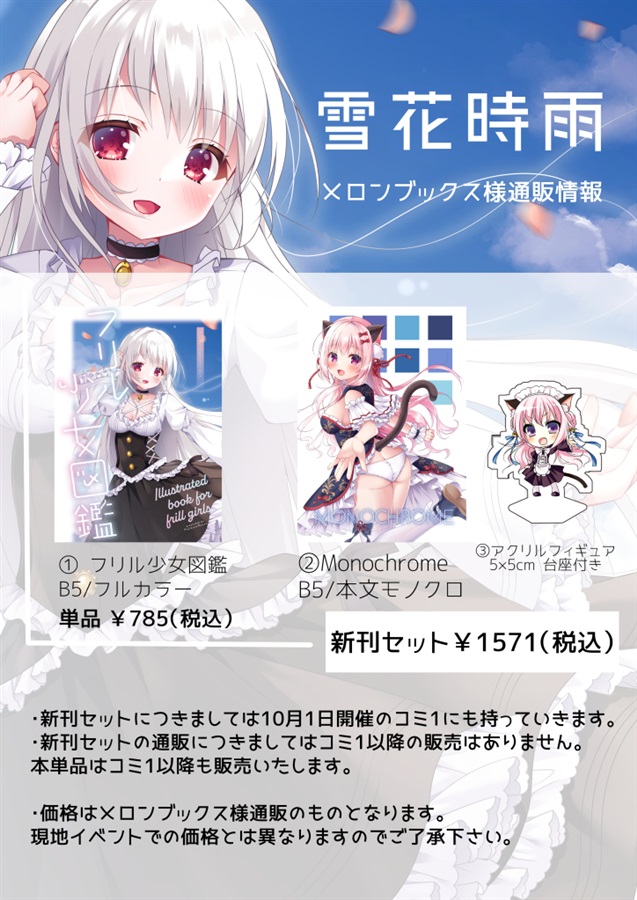 雪花時雨
メロンブックス様通販情報
フリル少女図鑑
Illustrated
book for
frill girls
MONOCHROME
① フリル少女図鑑
B5/フルカラー
単品 ￥785(税込)
②Monochrome
B5/本文モノクロ
③アクリルフィギュア
5×5cm 台座付き
新刊セット￥1571(税込)
・新刊セットにつきましては10月1日開催のコミ1にも持っていきます。
・新刊セットの通販につきましてはコミ1以降の販売はありません。
本単品はコミ1以降も販売いたします。
・価格はメロンブックス様通販のものとなります。
現地イベントでの価格とは異なりますのでご了承下さい。